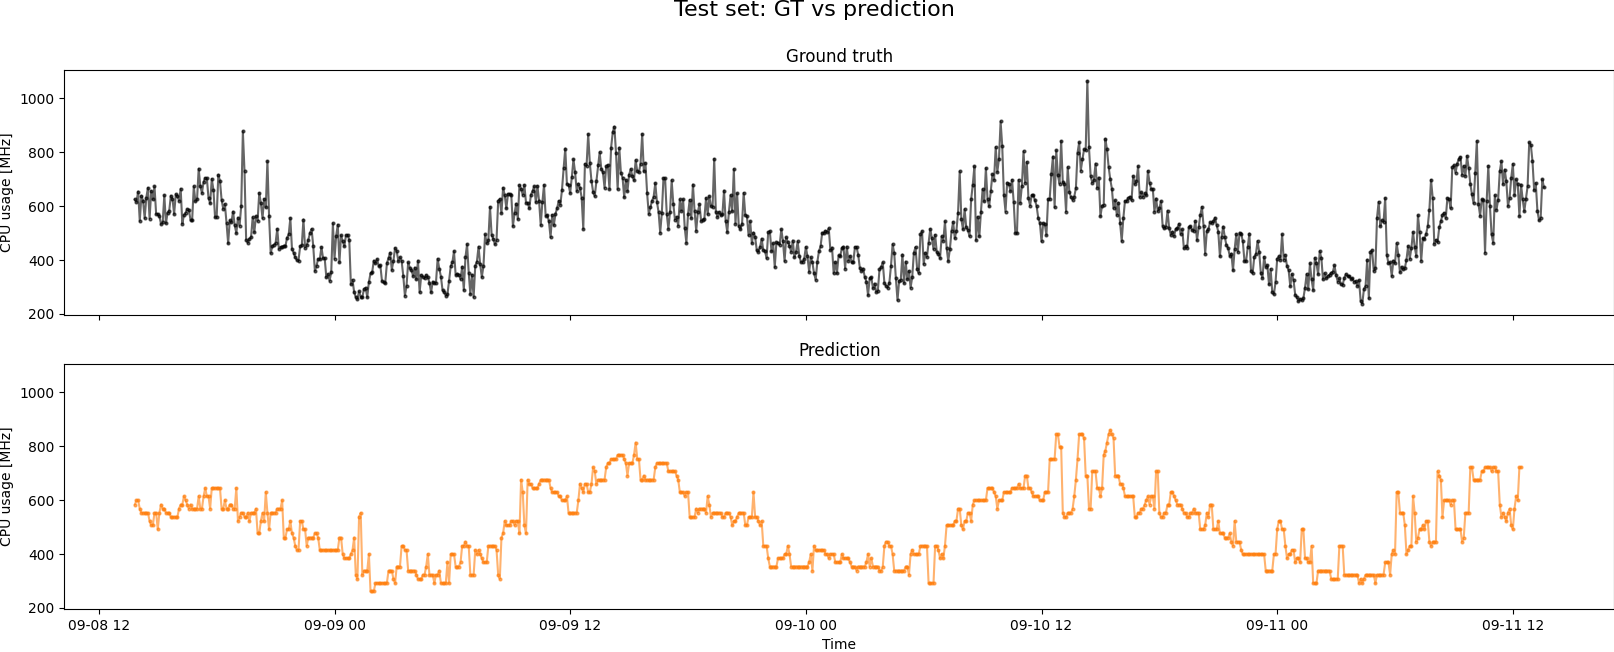 Test set: GT vs prediction
Ground truth
CPU usage [MHz]
1000
800
600
400
200
Prediction
CPU usage [MHz]
1000
800
600
400
200
09-08 12
09-09 00
09-09 12
09-10 00
09-10 12
09-11 00
09-11 12
Time